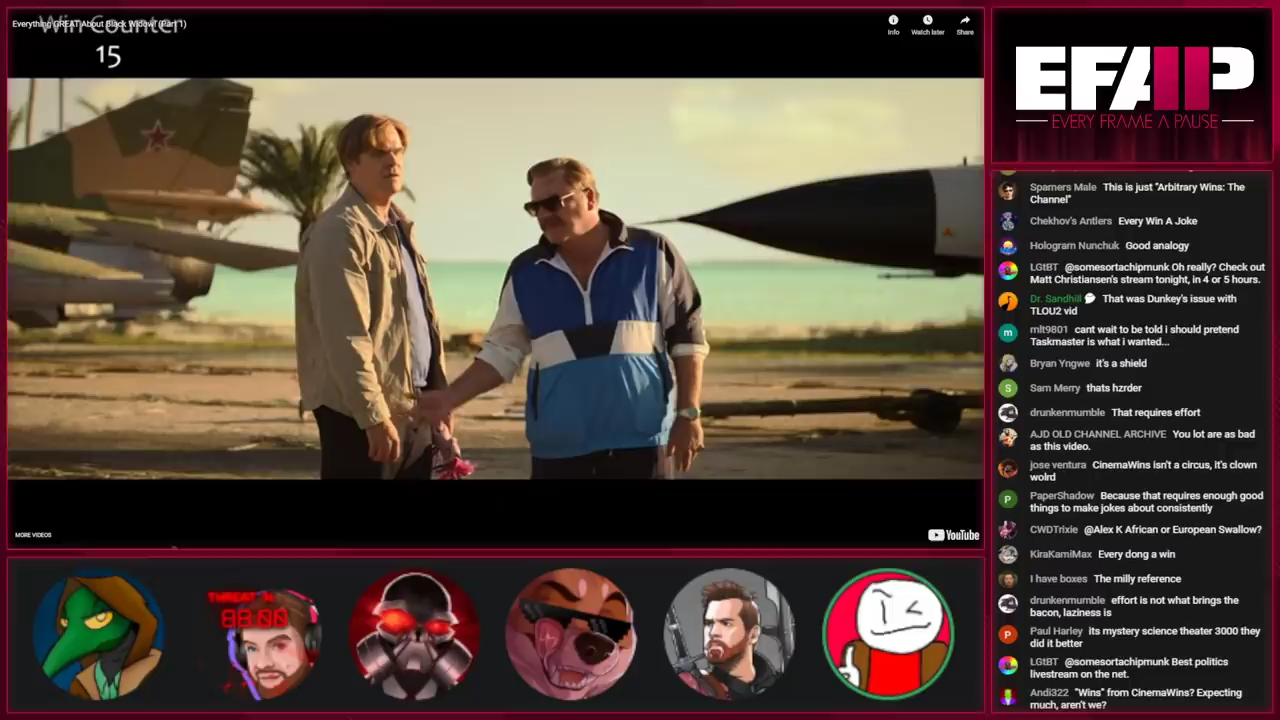 Everything GREAT About Black Widow! (Part 1)
Win Counter
15
Info
Watch later
Share
MORE VIDEOS
YouTube
THREAT
88:00
EFAP
EVERY FRAME A PAUSE
Spamers Male This is just "Arbitrary Wins: The
Channel"
Chekhov's Antlers Every Win A Joke
Hologram Nunchuk Good analogy
LGtBT @somesortachipmunk Oh really? Check out
Matt Christiansen's stream tonight, in 4 or 5 hours.
Dr. Sandhill That was Dunkey's issue with
TLOU2 vid
m
mlt9801 cant wait to be told i should pretend
Taskmaster is what i wanted...
Bryan Yngwe it's a shield
S
Sam Merry thats hzrder
drunkenmumble That requires effort
AJD OLD CHANNEL ARCHIVE You lot are as bad
as this video.
jose ventura CinemaWins isn't a circus, it's clown
wolrd
P
PaperShadow Because that requires enough good
things to make jokes about consistently
CWDTrixie @Alex K African or European Swallow?
KiraKamiMax Every dong a win
I have boxes The milly reference
drunkenmumble effort is not what brings the
bacon, laziness is
P
Paul Harley its mystery science theater 3000 they
did it better
LGtBT @somesortachipmunk Best politics
livestream on the net.
Andi322 "Wins" from CinemaWins? Expecting
much, aren't we?